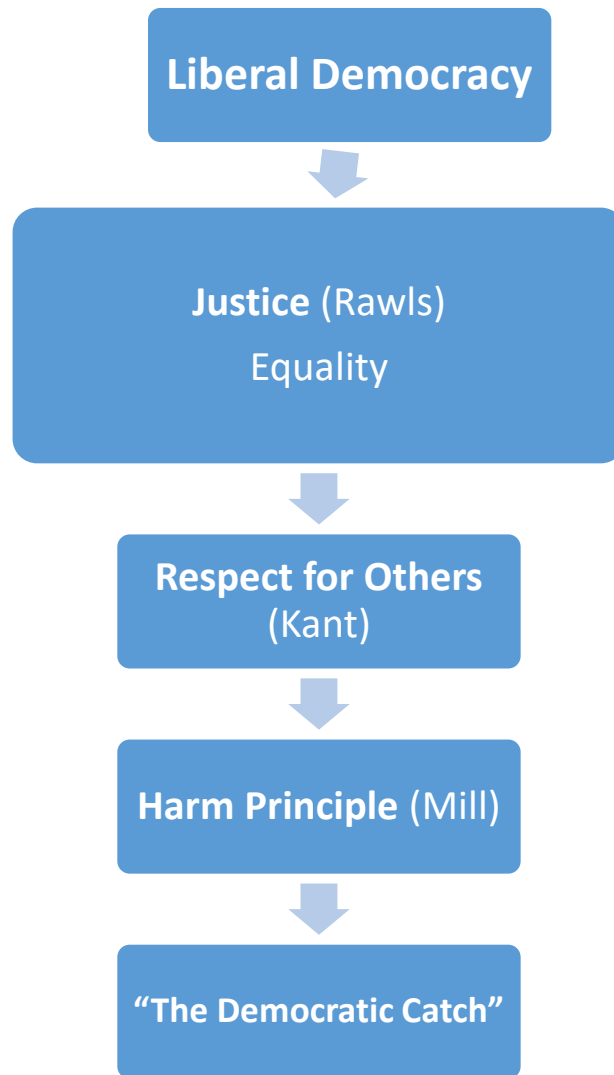 Liberal Democracy
Justice (Rawls)
Equality
Respect for Others
(Kant)
Harm Principle (Mill)
“The Democratic Catch”